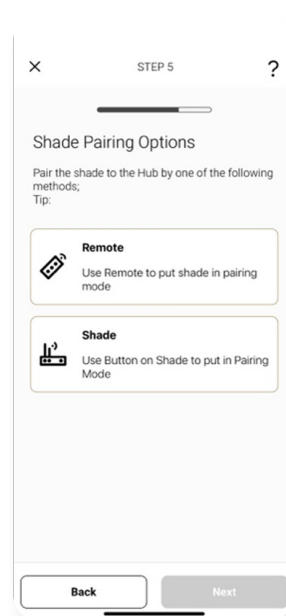 STEP 5
?
Shade Pairing Options
Pair the shade to the Hub by one of the following
methods;
Tip:
Remote
Use Remote to put shade in pairing
mode
Shade
Use Button on Shade to put in Pairing
Mode
Back
Next